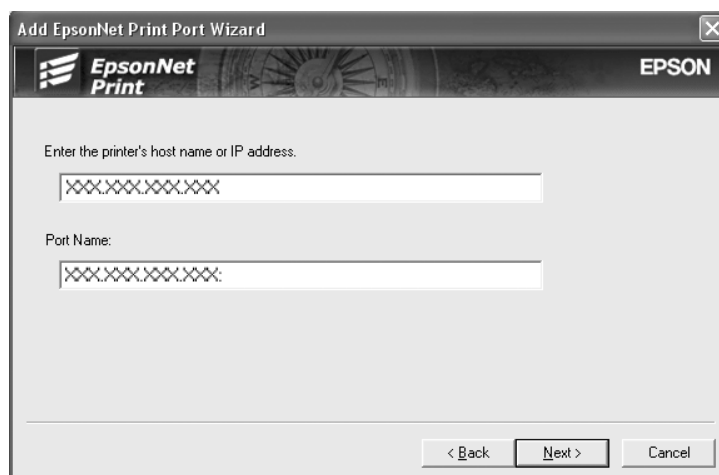 Add EpsonNet Print Port Wizard
EpsonNet
Print
EPSON
Enter the printer's host name or IP address.
XXX.XXX.XXX.XXX
Port Name:
XXX.XXX.XXX.XXX:
< Back
Next >
Cancel